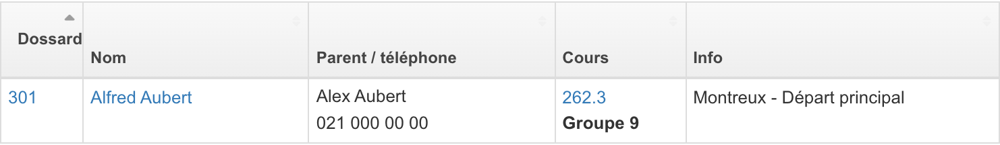 Dossard
Nom
Parent / téléphone
Cours
Info
301
Alfred Aubert
Alex Aubert
021 000 00 00
262.3
Groupe 9
Montreux - Départ principal